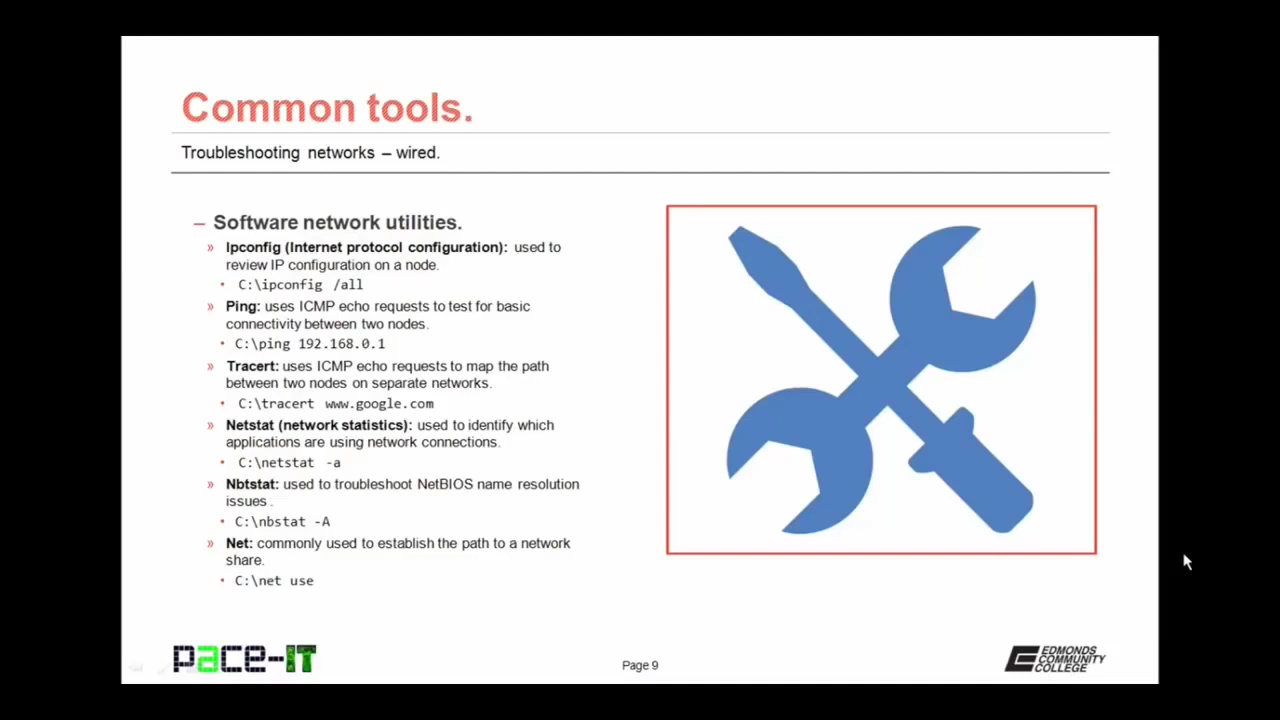 Common tools.
Troubleshooting networks – wired.
– Software network utilities.
» Ipconfig (Internet protocol configuration): used to
review IP configuration on a node.
• C:\ipconfig /all
» Ping: uses ICMP echo requests to test for basic
connectivity between two nodes.
• C:\ping 192.168.0.1
» Tracert: uses ICMP echo requests to map the path
between two nodes on separate networks.
• C:\tracert www.google.com
» Netstat (network statistics): used to identify which
applications are using network connections.
• C:\netstat -a
» Nbtstat: used to troubleshoot NetBIOS name resolution
issues .
• C:\nbstat -A
» Net: commonly used to establish the path to a network
share.
• C:\net use
pace-IT
Page 9
EDMONDS
COMMUNITY
COLLEGE